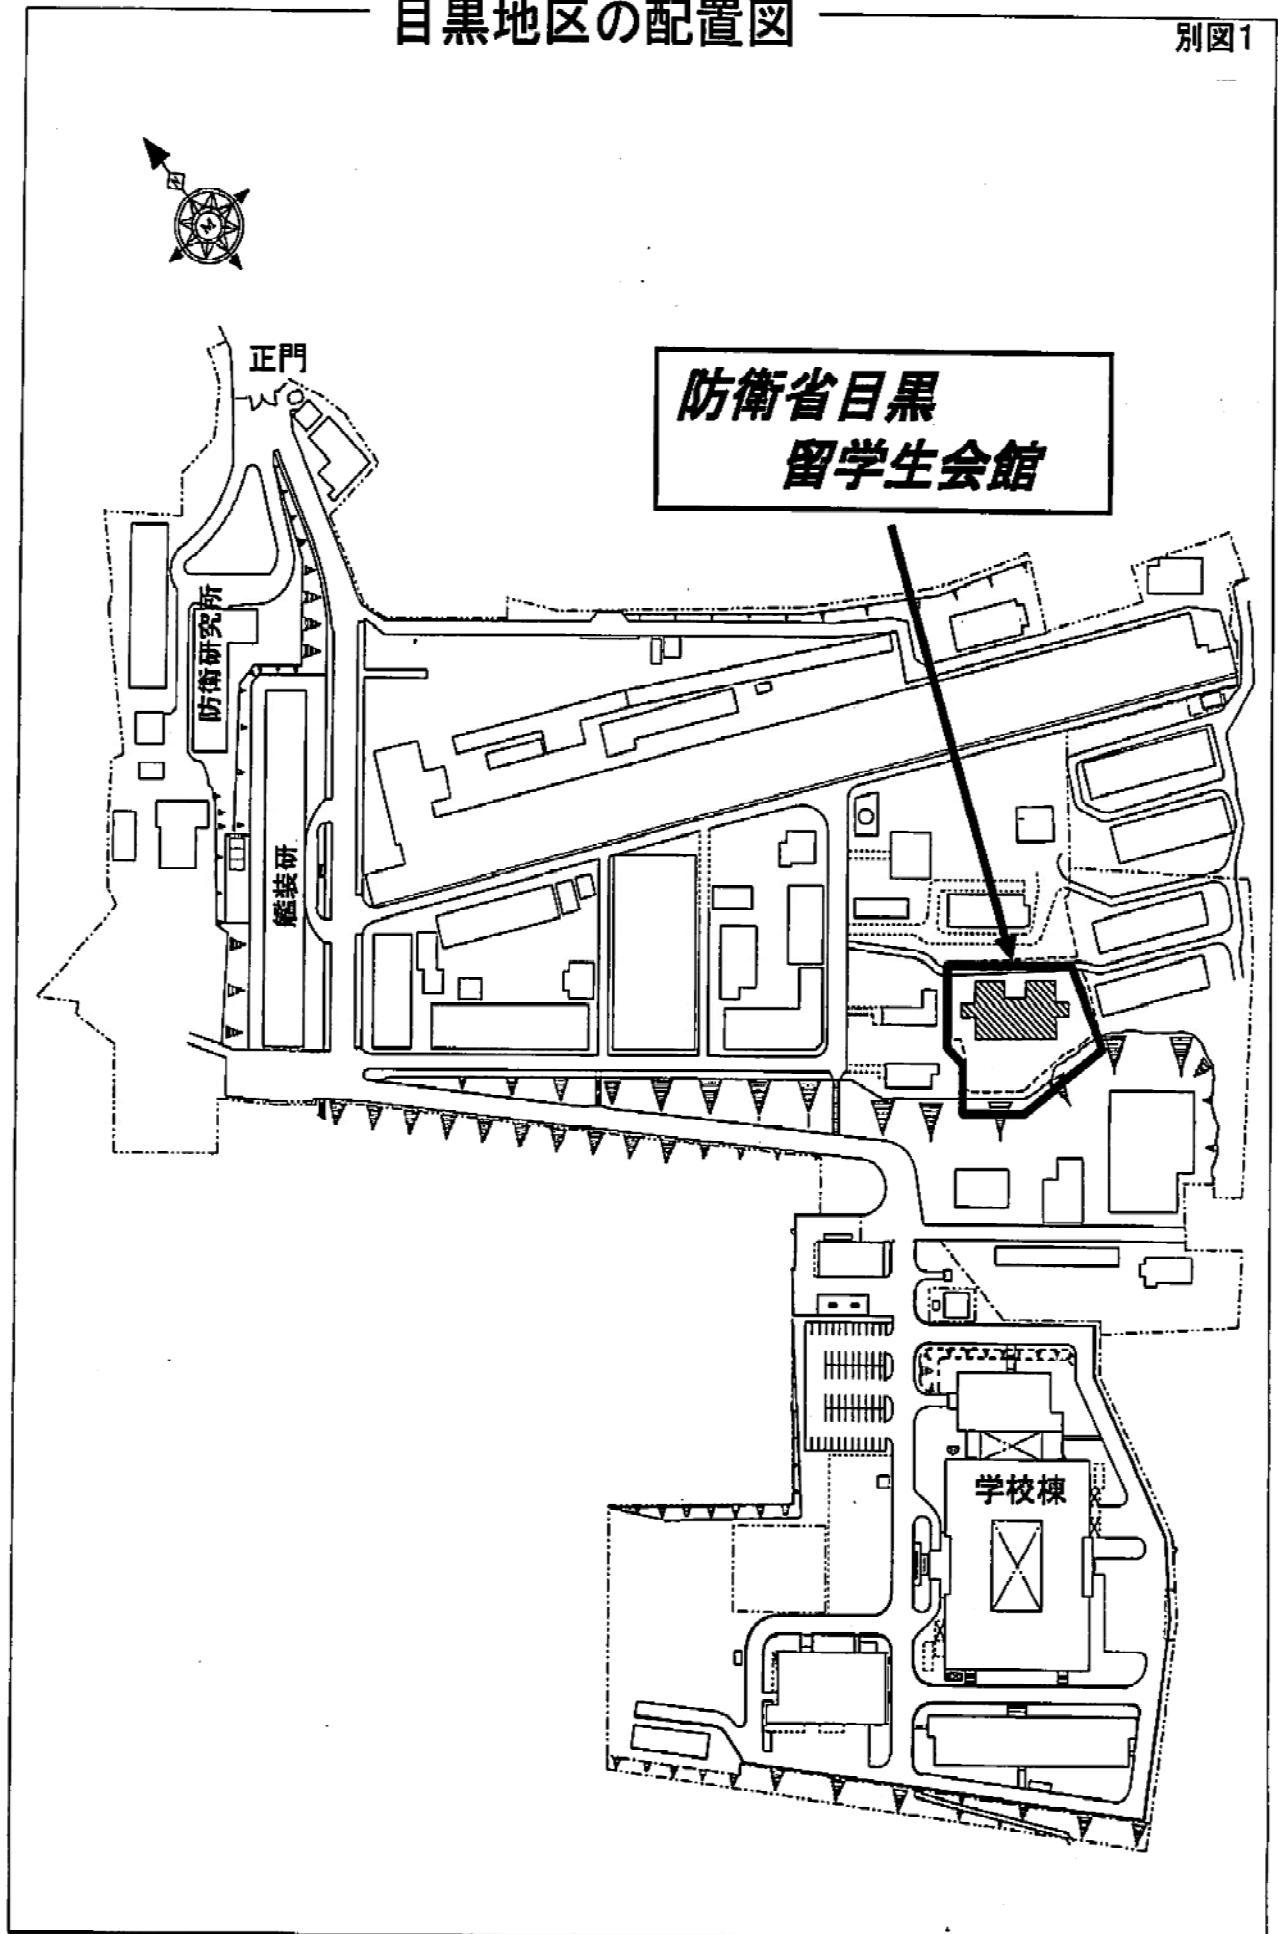 目黒地区の配置図
別図1
正門
防衛省目黒
留学生会館
防衛研究所
艦装研
学校棟